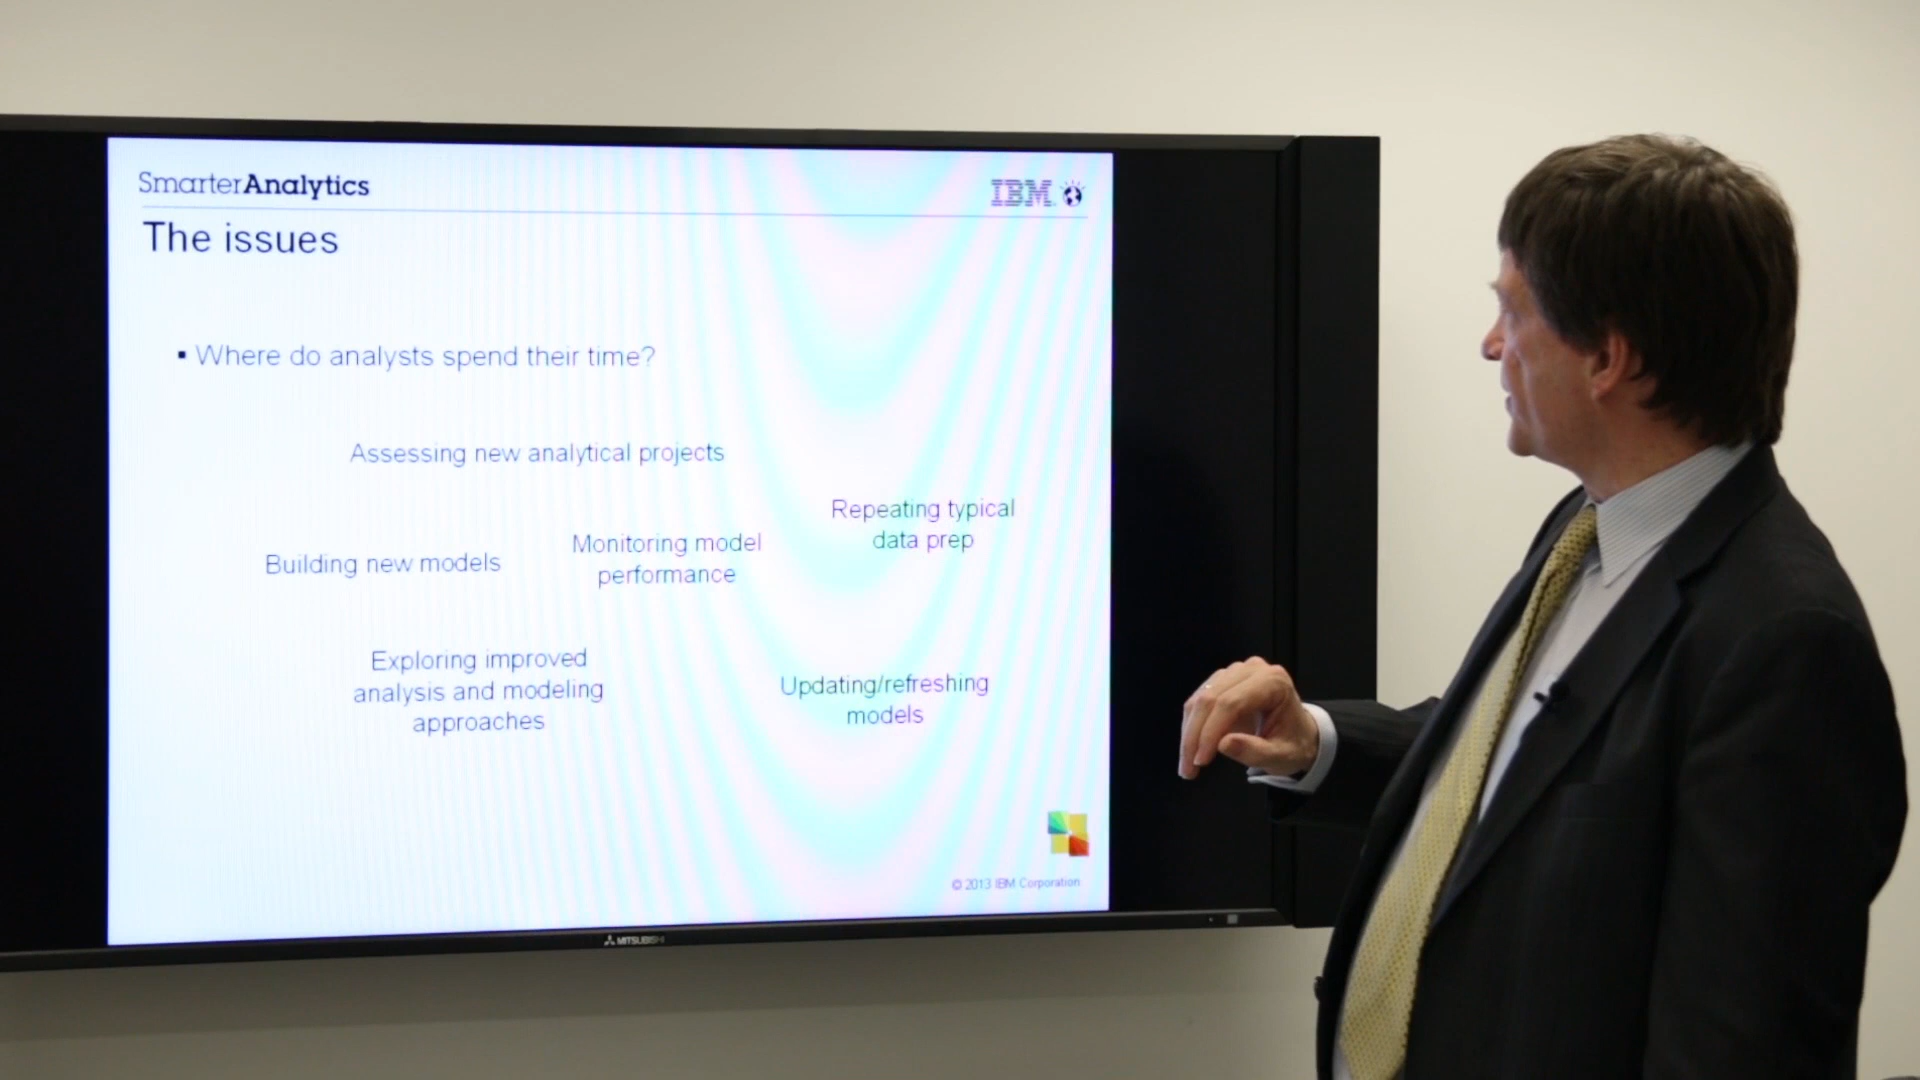 SmarterAnalytics
IBM
The issues
▪ Where do analysts spend their time?
Assessing new analytical projects
Repeating typical
data prep
Building new models
Monitoring model
performance
Exploring improved
analysis and modeling
approaches
Updating/refreshing
models
© 2013 IBM Corporation
MITSUBISHI